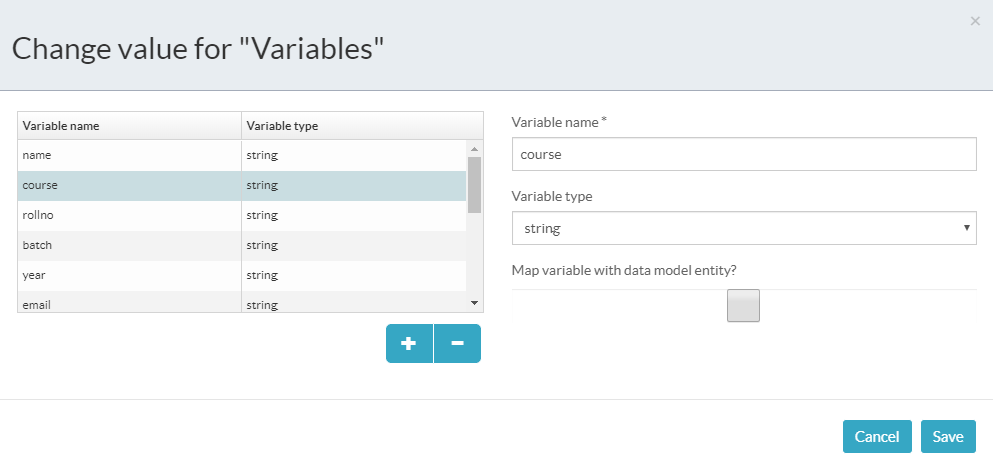 ×
Change value for "Variables"
Variable name Variable type
name string
course string
rollno string
batch string
year string
email string
+ −
Variable name *
course
Variable type
string
Map variable with data model entity?
Cancel Save